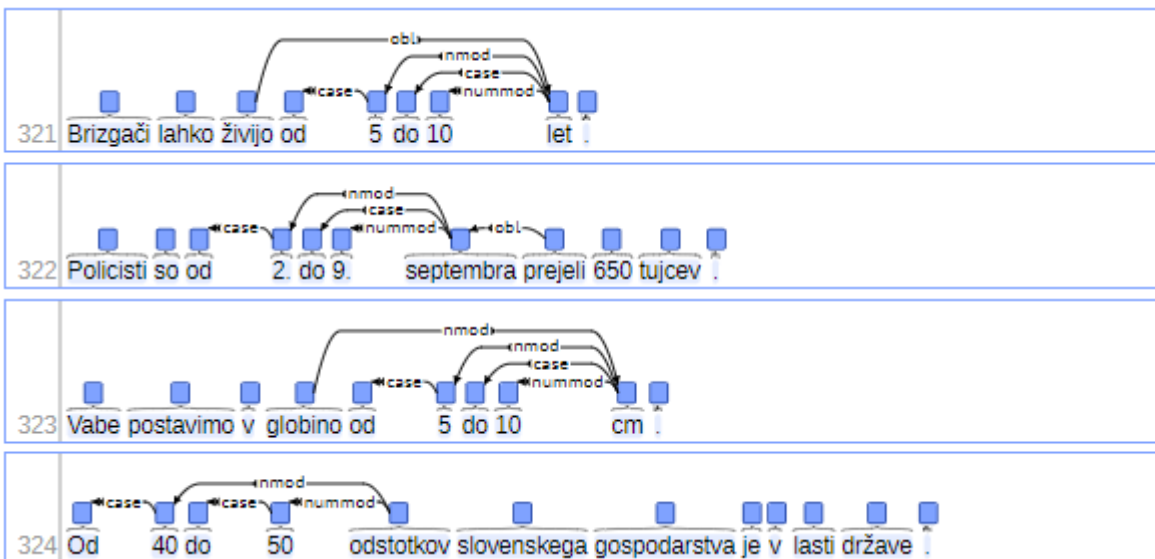 obl
nmod
case
case nummod
321 Brizgači lahko živijo od 5 do 10 let .
nmod
case
case nummod obl
322 Policisti so od 2. do 9. septembra prejeli 650 tujcev .
nmod
nmod
case
case nummod
323 Vabe postavimo v globino od 5 do 10 cm .
nmod
case case nummod
324 Od 40 do 50 odstotkov slovenskega gospodarstva je v lasti države .